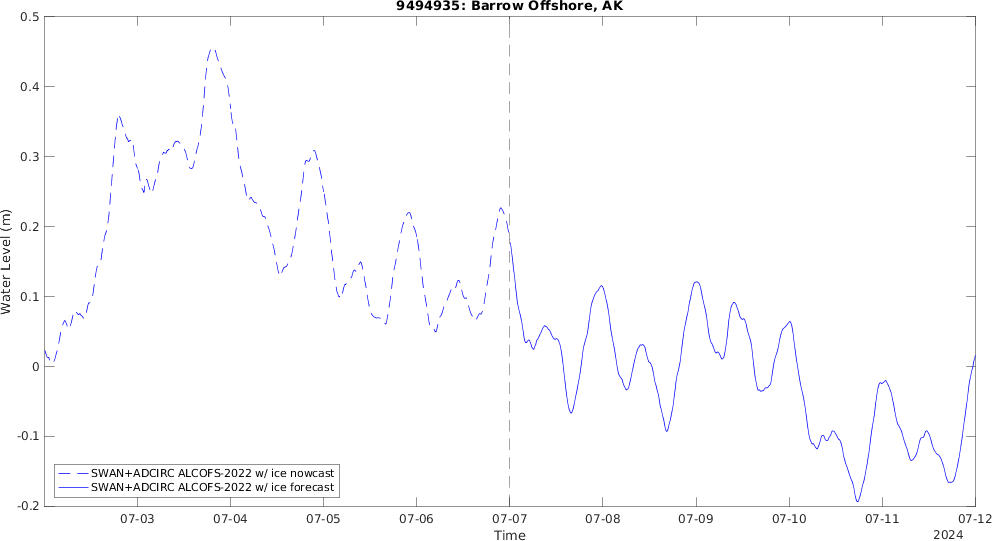 9494935: Barrow Offshore, AK
0.5
0.4
0.3
0.2
0.1
0
-0.1
-0.2
Water Level (m)
SWAN+ADCIRC ALCOFS-2022 w/ ice nowcast
SWAN+ADCIRC ALCOFS-2022 w/ ice forecast
07-03 07-04 07-05 07-06 07-07 07-08 07-09 07-10 07-11 07-12
Time
2024